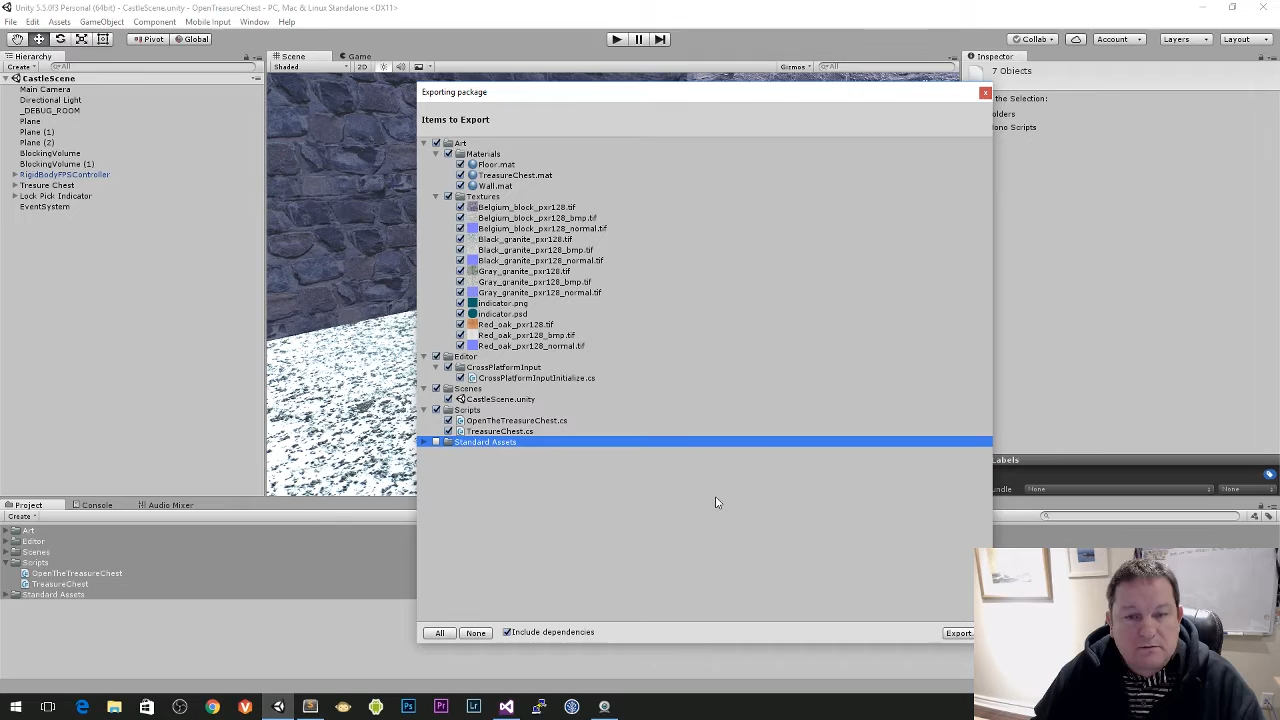 Unity 5.5.0f3 Personal (64bit) - CastleScene.unity - OpenTreasureChest - PC, Mac & Linux Standalone <DX11>
File Edit Assets GameObject Component Mobile Input Window Help
Pivot Global Collab Account Layers Layout
Hierarchy Scene Game Inspector
Create All Shaded 2D Gizmos All
7 Objects
CastleScene
Main Camera
Directional Light
_DEBUG_ROOM
Plane
Plane (1)
Plane (2)
BlockingVolume
BlockingVolume (1)
RigidBodyFPSController
Tresure Chest
Lock Pick Indicator
EventSystem
Exporting package
Items to Export
Art
Materials
Floor.mat
TreasureChest.mat
Wall.mat
Textures
Belgium_block_pxr128.tif
Belgium_block_pxr128_bmp.tif
Belgium_block_pxr128_normal.tif
Black_granite_pxr128.tif
Black_granite_pxr128_bmp.tif
Black_granite_pxr128_normal.tif
Gray_granite_pxr128.tif
Gray_granite_pxr128_bmp.tif
Gray_granite_pxr128_normal.tif
indicator.png
indicator.psd
Red_oak_pxr128.tif
Red_oak_pxr128_bmp.tif
Red_oak_pxr128_normal.tif
Editor
CrossPlatformInput
CrossPlatformInputInitialize.cs
Scenes
CastleScene.unity
Scripts
OpenTheTreasureChest.cs
TreasureChest.cs
Standard Assets
All None Include dependencies Export
the Selection:
olders
ono Scripts
Labels
ndle None None
Project Console Audio Mixer
Create
Art
Editor
Scenes
Scripts
OpenTheTreasureChest
TreasureChest
Standard Assets